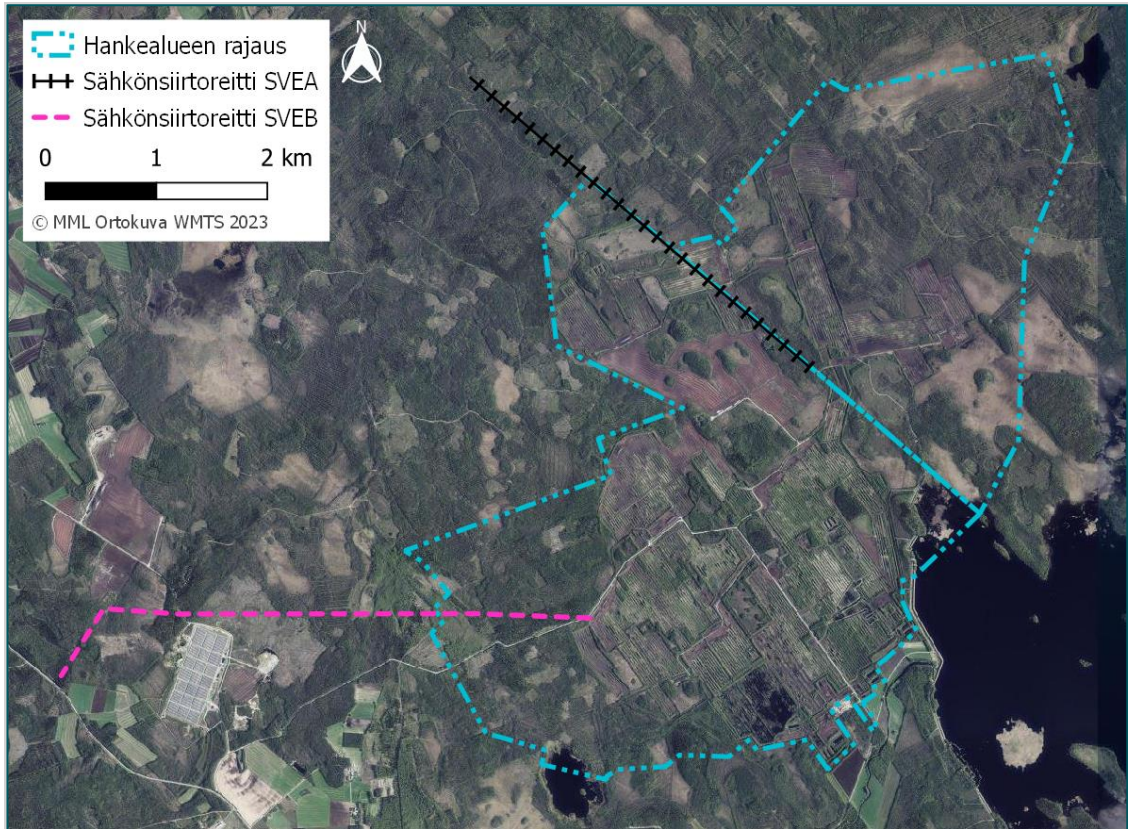 Hankealueen rajaus
Sähkönsiirtoreitti SVEA
Sähkönsiirtoreitti SVEB
0 1 2 km
© MML Ortokuva WMTS 2023
N